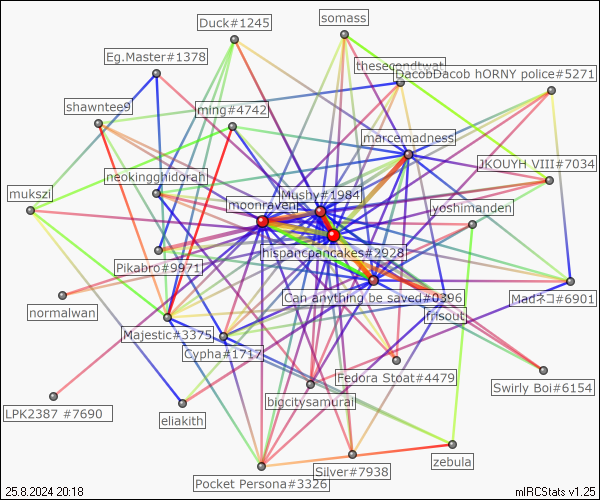 somass
Duck#1245
Eg.Master#1378
thesecondtwat
DacobDacob hORNY police#5271
shawntee9
ming#4742
marcemadness
JKOUYH VIII#7034
neokingghidorah
mukszi
Mushy#1984
moonraven
yoshimanden
hispancpancakes#2928
Pikabro#9971
Can anything be saved#0396
Madネコ#6901
normalwan
frisout
Majestic#3375
Cypha#1717
Fedora Stoat#4479
Swirly Boi#6154
bigcitysamurai
LPK2387 #7690
eliakith
zebula
Silver#7938
Pocket Persona#3326
25.8.2024 20:18
mIRCStats v1.25